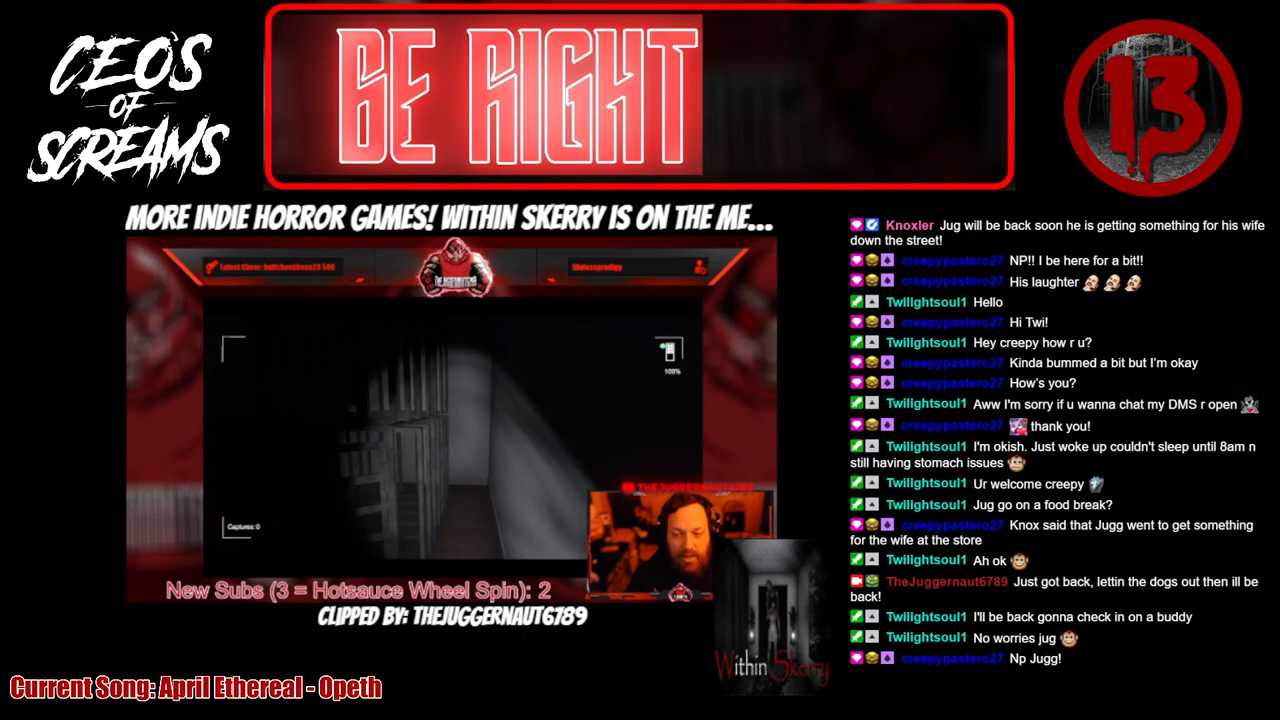 CEO'S
OF
SCREAMS
BE RIGHT
13
MORE INDIE HORROR GAMES! WITHIN SKERRY IS ON THE ME...
THEJUGGERNAUT6789
100%
Captures: 0
New Subs (3 = Hotsauce Wheel Spin): 2
CLIPPED BY: THEJUGGERNAUT6789
Within Skerry
Current Song: April Ethereal - Opeth
Knoxler Jug will be back soon he is getting something for his wife
down the street!
creepypastero27 NP!! I be here for a bit!!
creepypastero27 His laughter
Twilightsoul1 Hello
creepypastero27 Hi Twi!
Twilightsoul1 Hey creepy how r u?
creepypastero27 Kinda bummed a bit but I'm okay
creepypastero27 How's you?
Twilightsoul1 Aww I'm sorry if u wanna chat my DMS r open
creepypastero27 thank you!
Twilightsoul1 I'm okish. Just woke up couldn't sleep until 8am n
still having stomach issues
Twilightsoul1 Ur welcome creepy
Twilightsoul1 Jug go on a food break?
creepypastero27 Knox said that Jugg went to get something
for the wife at the store
Twilightsoul1 Ah ok
TheJuggernaut6789 Just got back, lettin the dogs out then ill be
back!
Twilightsoul1 I'll be back gonna check in on a buddy
Twilightsoul1 No worries jug
creepypastero27 Np Jugg!